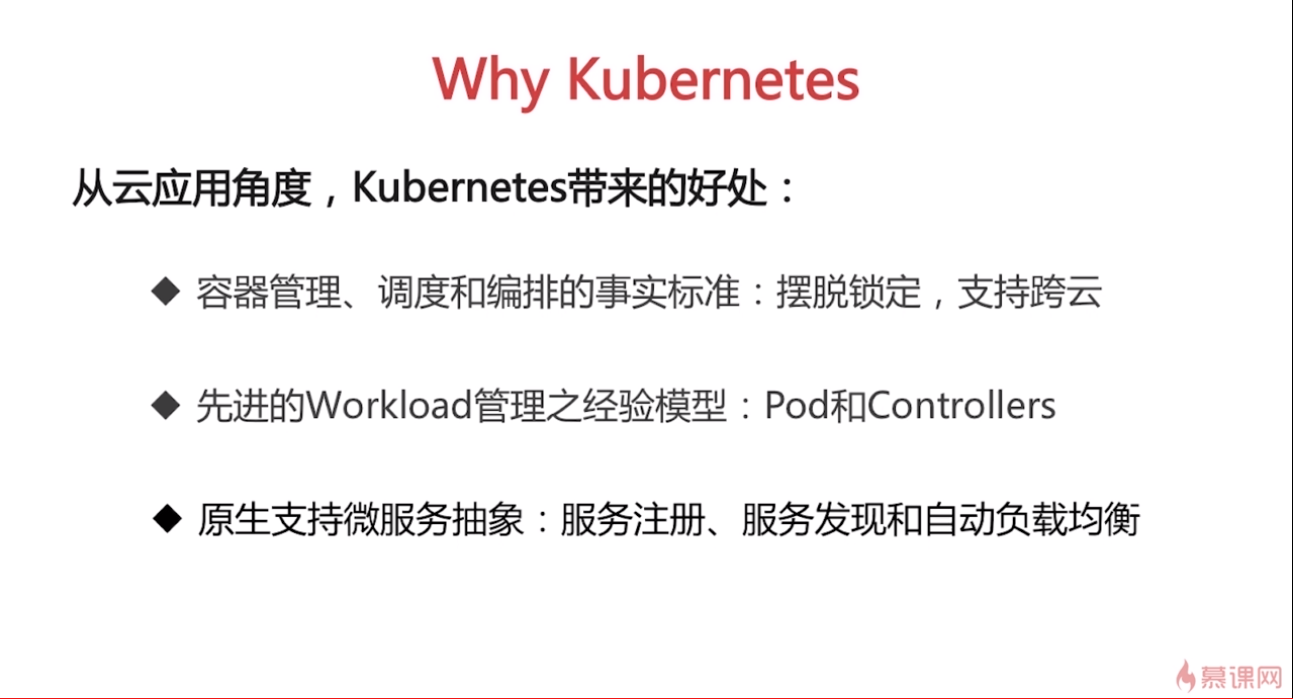 Why Kubernetes
从云应用角度，Kubernetes带来的好处：
◆ 容器管理、调度和编排的事实标准：摆脱锁定，支持跨云
◆ 先进的Workload管理之经验模型：Pod和Controllers
◆ 原生支持微服务抽象：服务注册、服务发现和自动负载均衡
慕课网